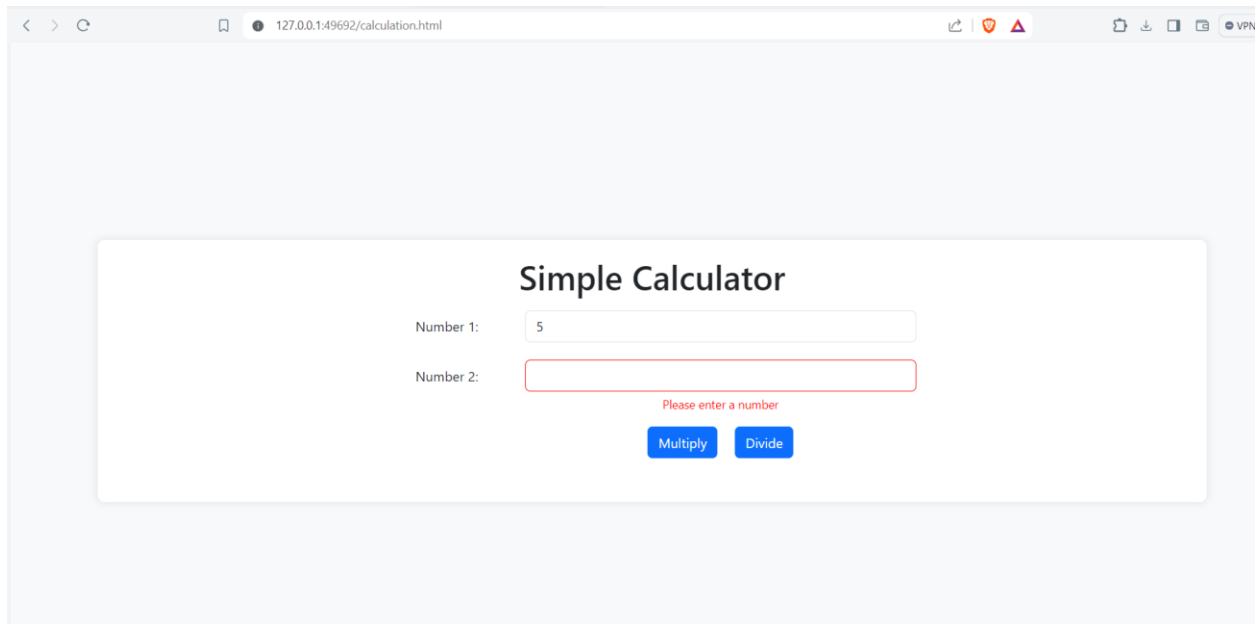 127.0.0.1:49692/calculation.html
VPN
Simple Calculator
Number 1: 5
Number 2:
Please enter a number
Multiply Divide